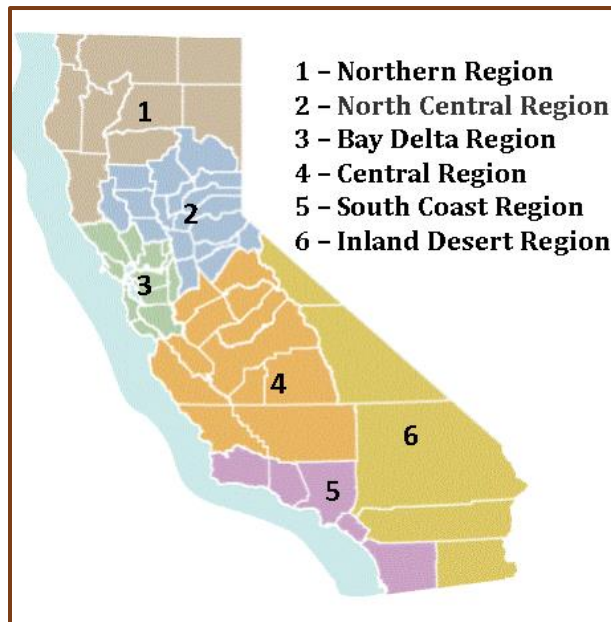 1 – Northern Region
2 – North Central Region
3 – Bay Delta Region
4 – Central Region
5 – South Coast Region
6 – Inland Desert Region
1
2
3
4
6
5